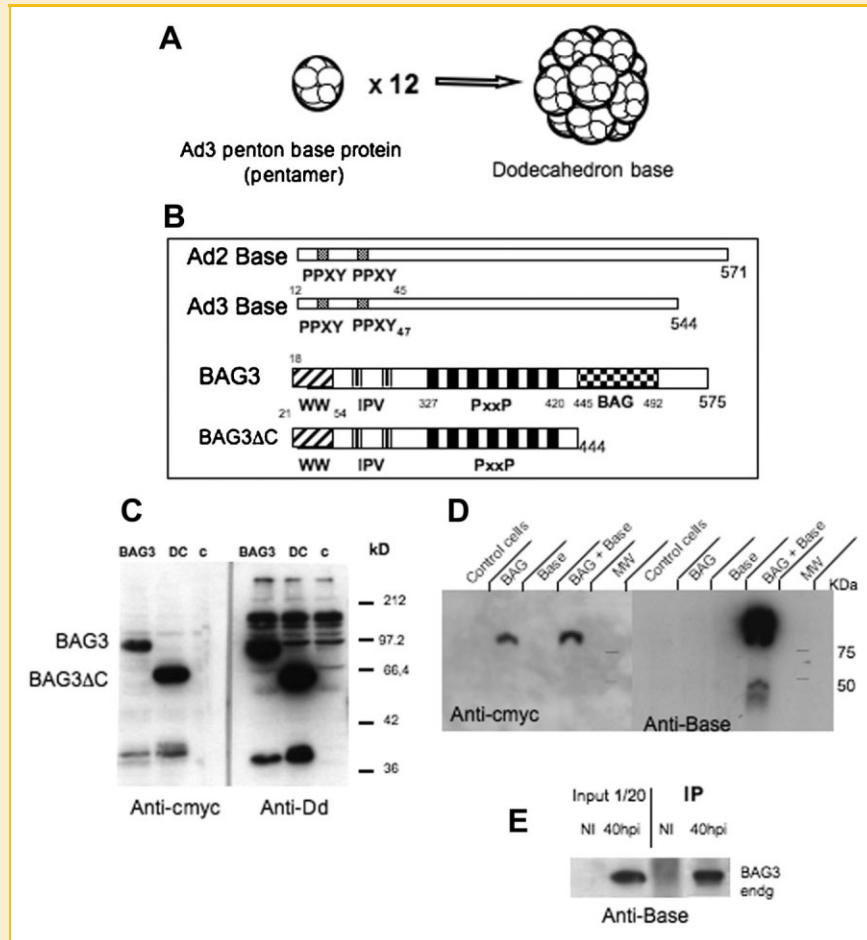 A
x 12
Ad3 penton base protein
(pentamer)
Dodecahedron base
B
Ad2 Base
PPXY PPXY
571
12 45
Ad3 Base
PPXY PPXY47
544
18
BAG3
WW IPV 327 PxxP 420 445 BAG 492 575
21 54
BAG3ΔC
444
WW IPV PxxP
C
BAG3 DC c BAG3 DC c kD
212
BAG3 97.2
BAG3ΔC 66,4
42
36
Anti-cmyc Anti-Dd
D
Control cells BAG Base BAG + Base MW Control cells BAG Base BAG + Base MW
KDa
75
50
Anti-cmyc Anti-Base
E
Input 1/20 IP
NI 40hpi NI 40hpi
BAG3
endg
Anti-Base